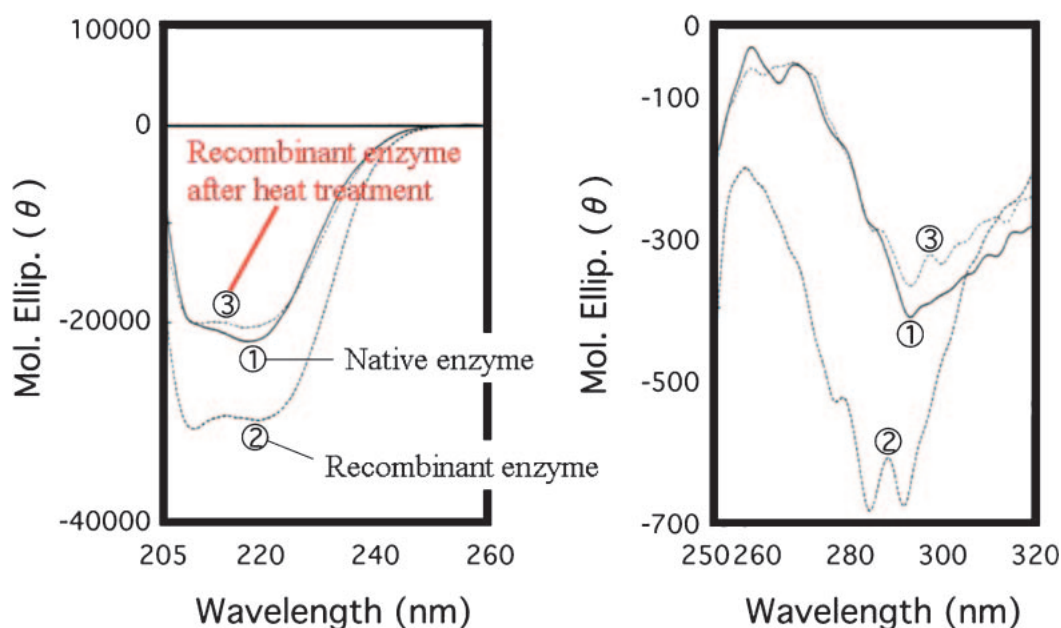 10000
0
-20000
-40000
Mol. Ellip. (θ)
Recombinant enzyme
after heat treatment
③
①
Native enzyme
②
Recombinant enzyme
205 220 240 260
Wavelength (nm)
0
-100
-300
-500
-700
Mol. Ellip. (θ)
③
①
②
250 260 280 300 320
Wavelength (nm)